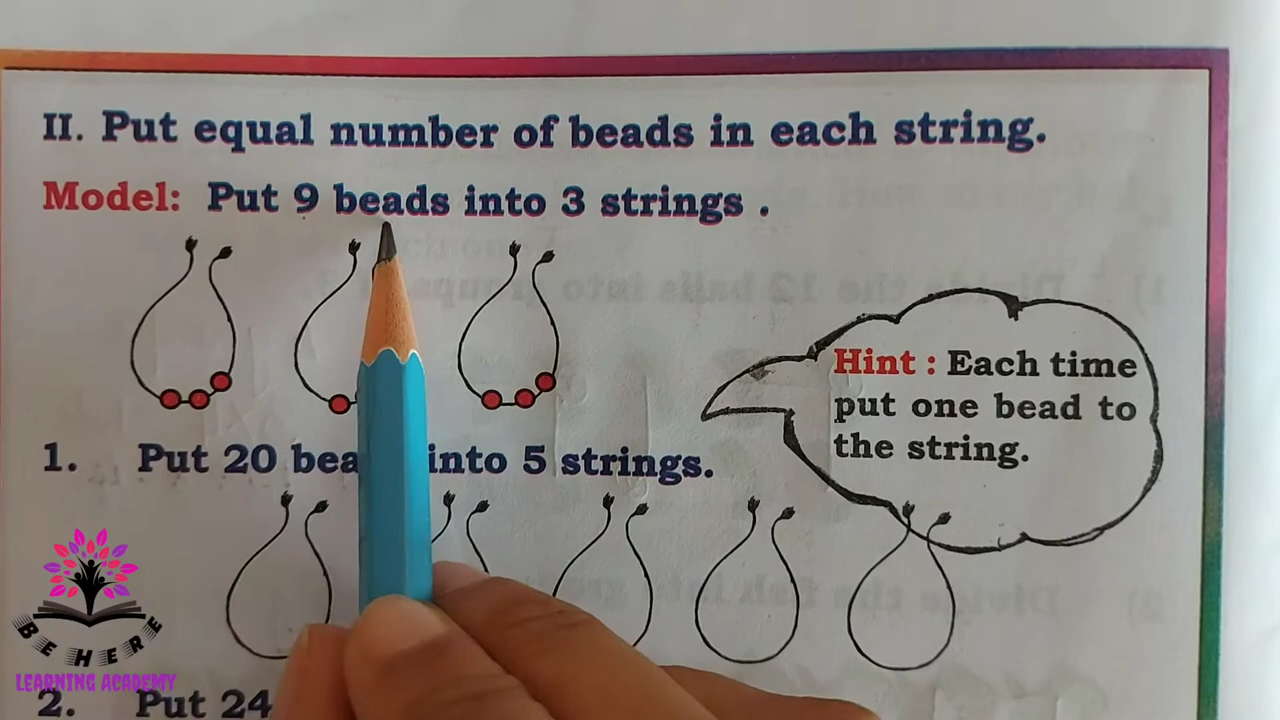 II. Put equal number of beads in each string.
Model: Put 9 beads into 3 strings .
Hint : Each time
put one bead to
the string.
1. Put 20 bea into 5 strings.
2. Put 24
BE HERE
LEARNING ACADEMY